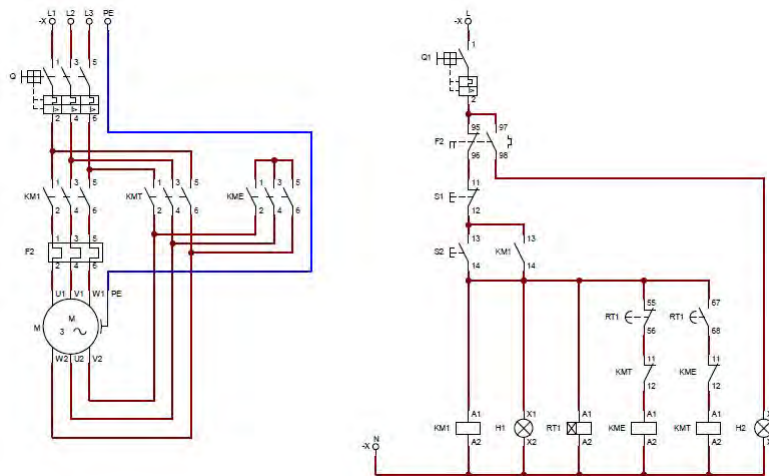 L1 L2 L3 PE
-X
Q
1 3 5
2 4 6
1 3 5 1 3 5 1 3 5
KM1 KMT KME
2 4 6 2 4 6 2 4 6
F2
1 3 5
2 4 6
U1 V1 W1 PE
M
M
3
W2 U2 V2
L
-X
1
Q1
2
95 97
F2
96 98
11
S1
12
13 13
S2 KM1
14 14
55 67
RT1 RT1
56 68
11 11
KMT KME
12 12
A1 X1 A1 A1 A1
KM1 H1 RT1 KME KMT H2
A2 X2 A2 A2 A2
N
-X